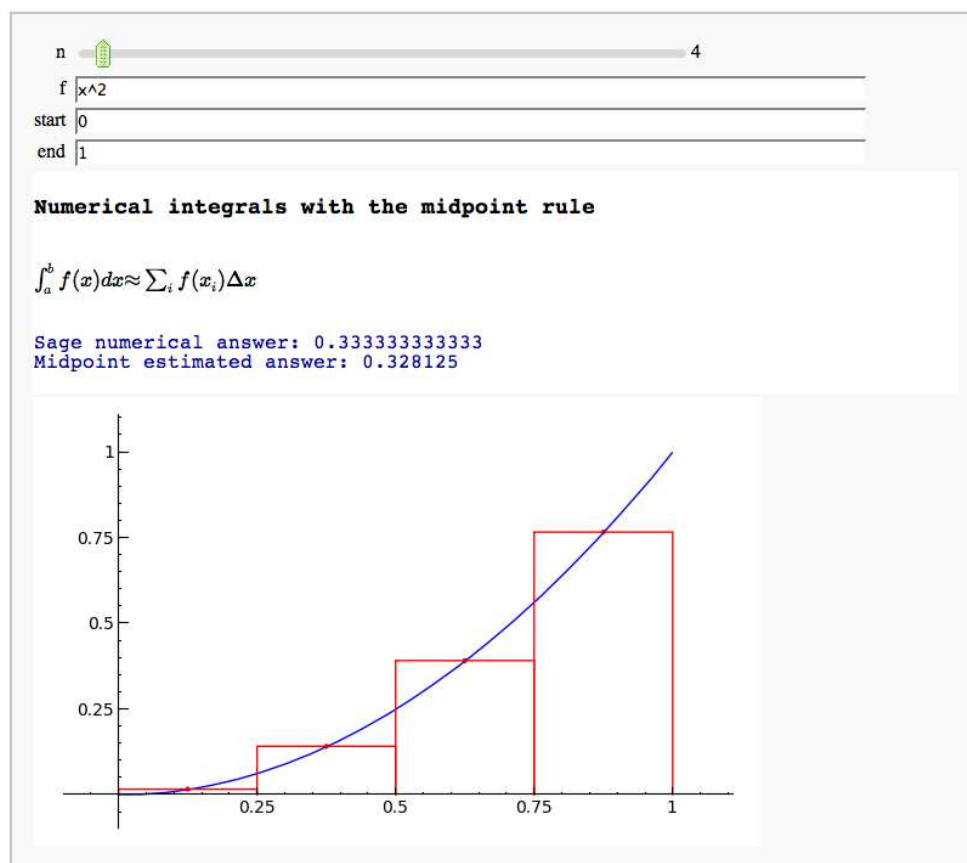 n 4
f x^2
start 0
end 1
Numerical integrals with the midpoint rule
∫_a^b f(x)dx≈∑_i f(x_i)Δx
Sage numerical answer: 0.333333333333
Midpoint estimated answer: 0.328125
1
0.75
0.5
0.25
0.25 0.5 0.75 1